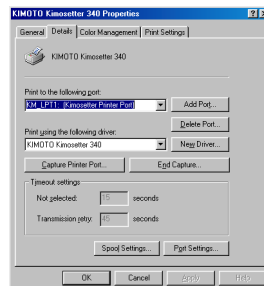 KIMOTO Kimosetter 340 Properties
General Details Color Management Print Settings
KIMOTO Kimosetter 340
Print to the following port:
KM_LPT1: (Kimosetter Printer Port) Add Port...
Delete Port...
Print using the following driver:
KIMOTO Kimosetter 340 New Driver...
Capture Printer Port... End Capture...
Timeout settings
Not selected: 15 seconds
Transmission retry: 45 seconds
Spool Settings... Port Settings...
OK Cancel Apply Help